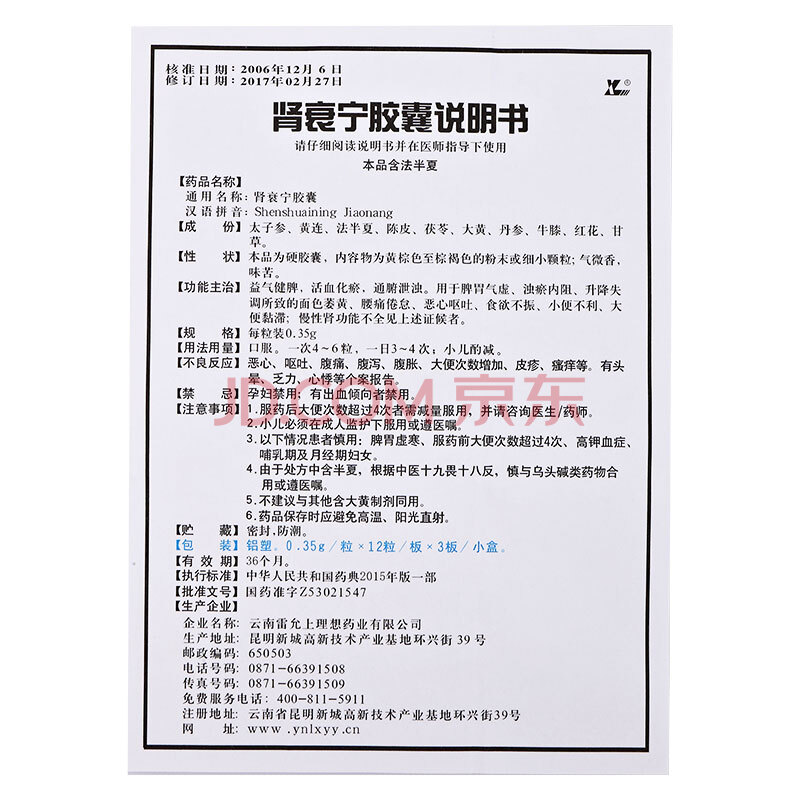 核准日期：2006年12月6日
修订日期：2017年02月27日
肾衰宁胶囊说明书
请仔细阅读说明书并在医师指导下使用
本品含法半夏
【药品名称】
通用名称：肾衰宁胶囊
汉语拼音：Shenshuaining Jiaonang
【成 份】太子参、黄连、法半夏、陈皮、茯苓、大黄、丹参、牛膝、红花、甘
草。
【性 状】本品为硬胶囊，内容物为黄棕色至棕褐色的粉末或细小颗粒；气微香，
味苦。
【功能主治】益气健脾，活血化瘀，通腑泄浊。用于脾胃气虚、浊瘀内阻、升降失
调所致的面色萎黄、腰痛倦怠、恶心呕吐、食欲不振、小便不利、大
便黏滞；慢性肾功能不全见上述证候者。
【规 格】每粒装0.35g
【用法用量】口服。一次4～6粒，一日3～4次；小儿酌减。
【不良反应】恶心、呕吐、腹痛、腹泻、腹胀、大便次数增加、皮疹、瘙痒等。有头
晕、乏力、心悸等个案报告。
【禁 忌】孕妇禁用；有出血倾向者禁用。
【注意事项】1.服药后大便次数超过4次者需减量服用，并请咨询医生/药师。
2.小儿必须在成人监护下服用或遵医嘱。
3.以下情况患者慎用：脾胃虚寒、服药前大便次数超过4次、高钾血症、
哺乳期及月经期妇女。
4.由于处方中含半夏，根据中医十九畏十八反，慎与乌头碱类药物合
用或遵医嘱。
5.不建议与其他含大黄制剂同用。
6.药品保存时应避免高温、阳光直射。
【贮 藏】密封，防潮。
【包 装】铝塑。0.35g/粒×12粒/板×3板/小盒。
【有 效 期】36个月。
【执行标准】中华人民共和国药典2015年版一部
【批准文号】国药准字Z53021547
【生产企业】
企业名称：云南雷允上理想药业有限公司
生产地址：昆明新城高新技术产业基地环兴街39号
邮政编码：650503
电话号码：0871-66391508
传真号码：0871-66391509
免费服务电话：400-811-5911
注册地址：云南省昆明新城高新技术产业基地环兴街39号
网 址：www.ynlxyy.cn
JD.COM 京东